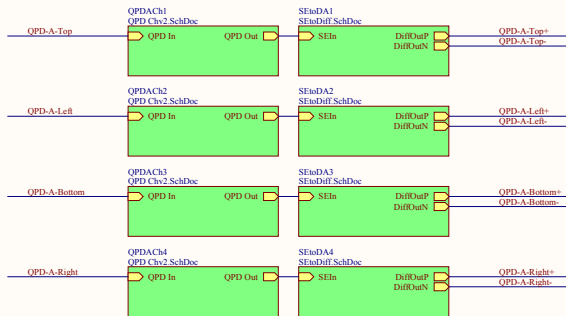 QPDACh1 SEtoDA1
QPD Chv2.SchDoc SEtoDiff.SchDoc
QPD-A-Top QPD In QPD Out SEIn DiffOutP QPD-A-Top+
DiffOutN QPD-A-Top-
QPDACh2 SEtoDA2
QPD Chv2.SchDoc SEtoDiff.SchDoc
QPD-A-Left QPD In QPD Out SEIn DiffOutP QPD-A-Left+
DiffOutN QPD-A-Left-
QPDACh3 SEtoDA3
QPD Chv2.SchDoc SEtoDiff.SchDoc
QPD-A-Bottom QPD In QPD Out SEIn DiffOutP QPD-A-Bottom+
DiffOutN QPD-A-Bottom-
QPDACh4 SEtoDA4
QPD Chv2.SchDoc SEtoDiff.SchDoc
QPD-A-Right QPD In QPD Out SEIn DiffOutP QPD-A-Right+
DiffOutN QPD-A-Right-